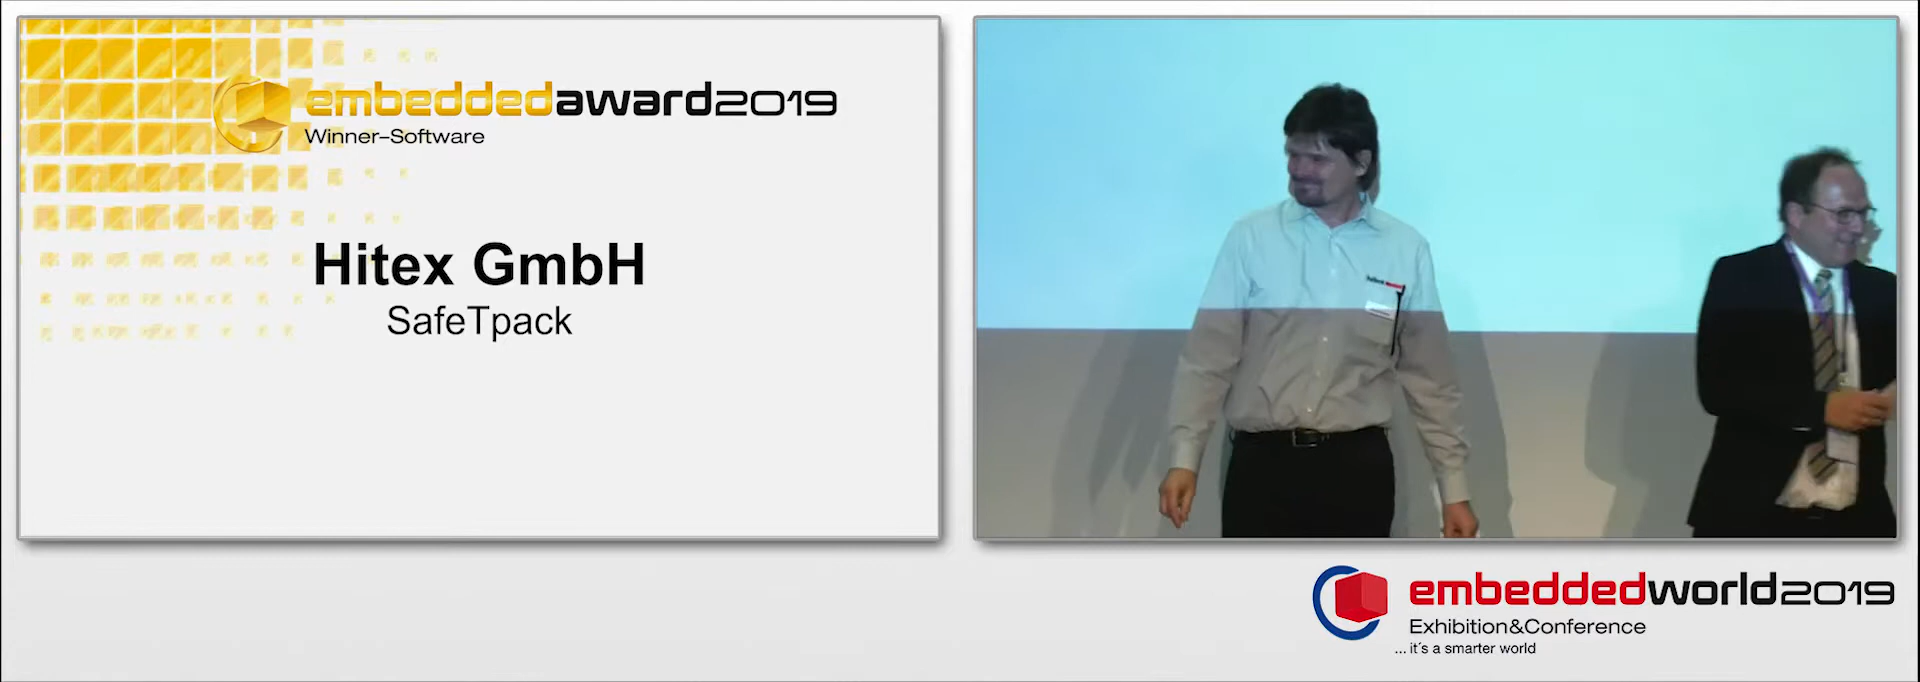 embeddedaward2019
Winner–Software
Hitex GmbH
SafeTpack
embeddedworld2019
Exhibition&Conference
... it´s a smarter world